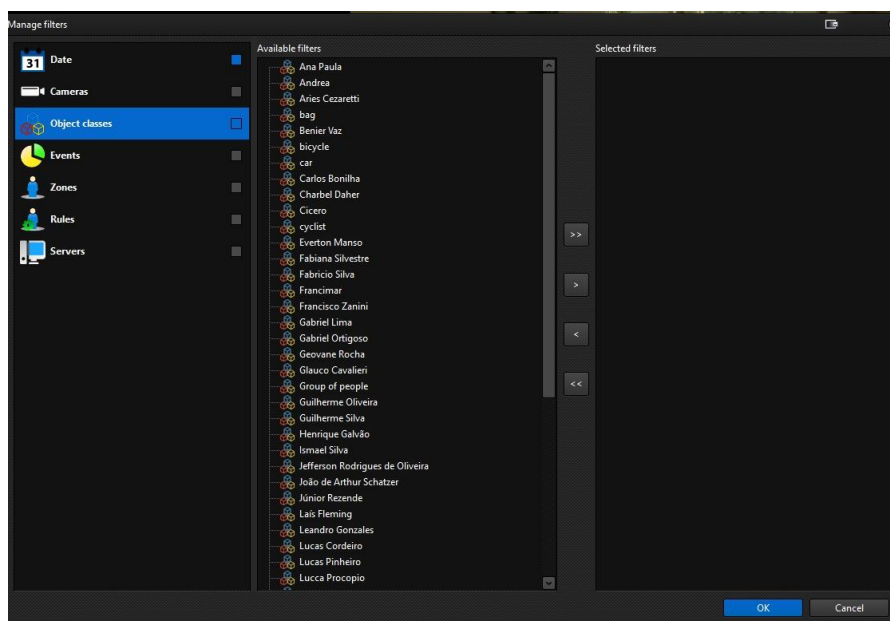 Manage filters
31 Date
Cameras
Object classes
Events
Zones
Rules
Servers
Available filters
Ana Paula
Andrea
Aries Cezaretti
bag
Benier Vaz
bicycle
car
Carlos Bonilha
Charbel Daher
Cicero
cyclist
Everton Manso
Fabiana Silvestre
Fabricio Silva
Francimar
Francisco Zanini
Gabriel Lima
Gabriel Ortigoso
Geovane Rocha
Glauco Cavalieri
Group of people
Guilherme Oliveira
Guilherme Silva
Henrique Galvão
Ismael Silva
Jefferson Rodrigues de Oliveira
João de Arthur Schatzer
Júnior Rezende
Laís Fleming
Leandro Gonzales
Lucas Cordeiro
Lucas Pinheiro
Lucca Procopio
>>
>
<
<<
Selected filters
OK
Cancel